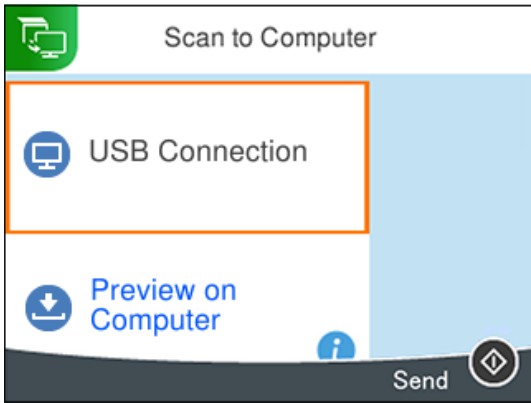 Scan to Computer
USB Connection
Preview on
Computer
i
Send